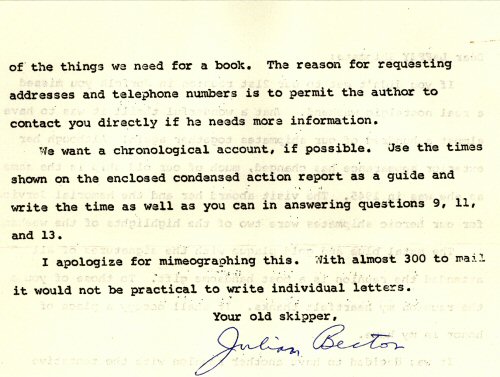 of the things we need for a book.  The reason for requesting
addresses and telephone numbers is to permit the author to
contact you directly if he needs more information.
We want a chronological account, if possible.  Use the times
shown on the enclosed condensed action report as a guide and
write the time as well as you can in answering questions 9, 11,
and 13.
I apologize for mimeographing this.  With almost 300 to mail
it would not be practical to write individual letters.
Your old skipper,
Julian Becton